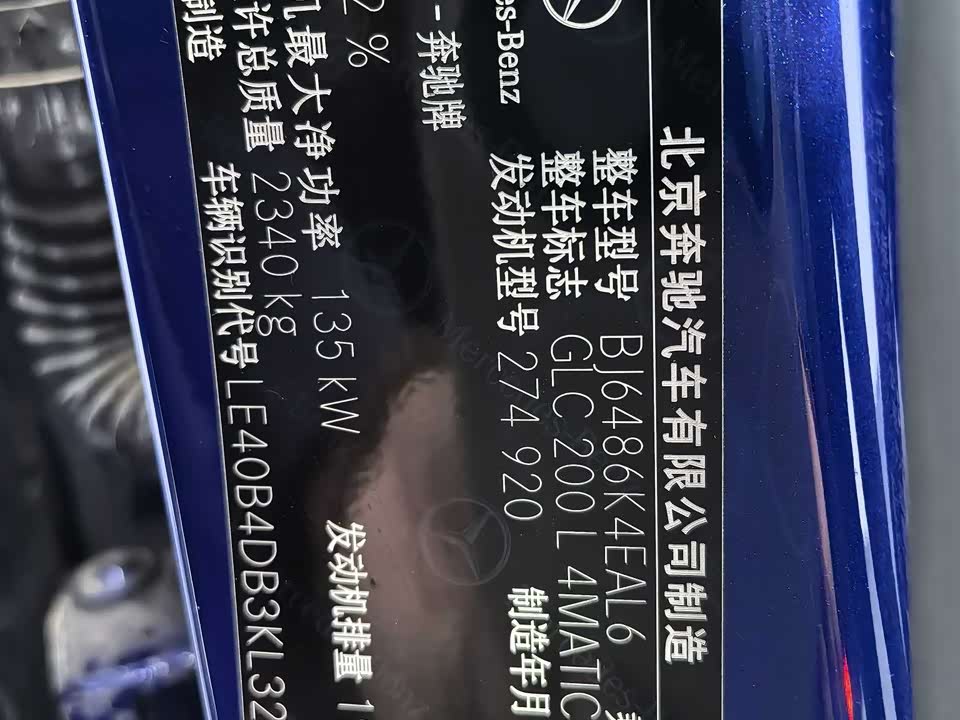 北京奔驰汽车有限公司制造
整车型号 BJ6486K4EAL6
整车标志 GLC 200 L 4MATIC
es-Benz 发动机型号 274 920 制造年月
-奔驰牌
2 %
机最大净功率 135 kW 发动机排量 1
许总质量 2340 kg
制造 车辆识别代号 LE40B4DB3KL32